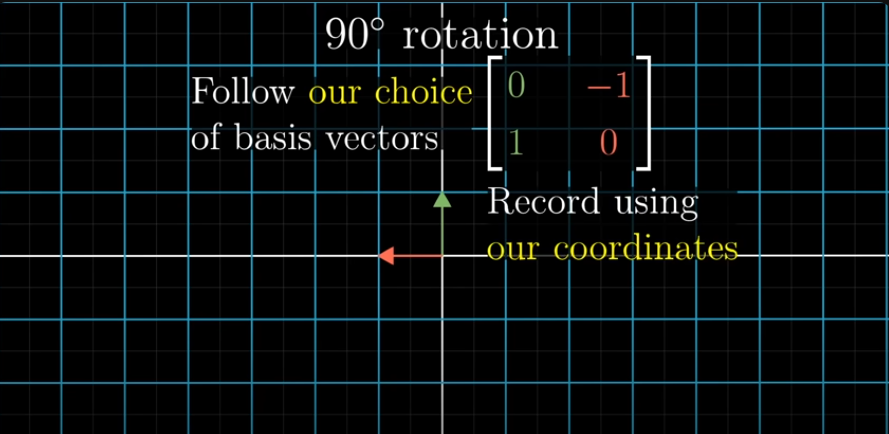 90° rotation
Follow our choice
of basis vectors
0 −1
1 0
Record using
our coordinates